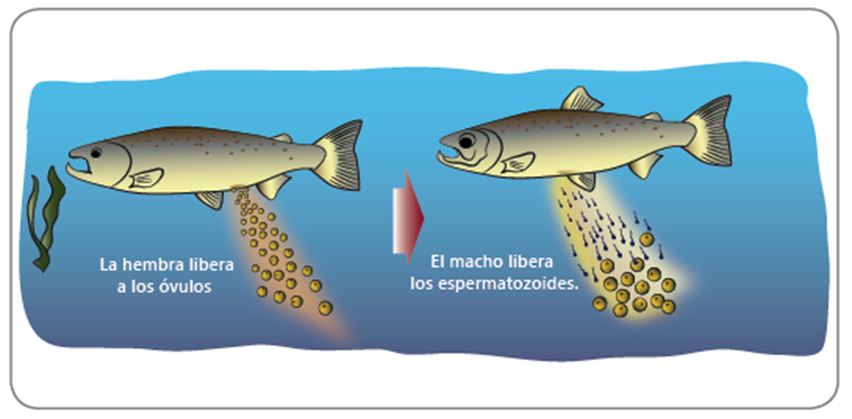 La hembra libera
a los óvulos
El macho libera
los espermatozoides.